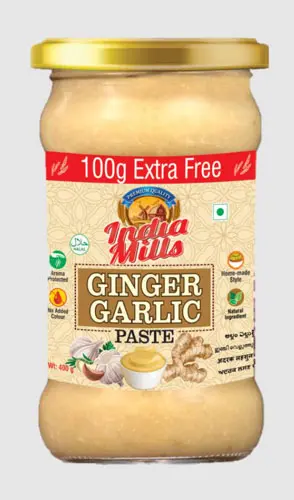 100g Extra Free
PREMIUM QUALITY
India
Mills
حلال
HALAL
Aroma
Protected
Home-made
Style
GINGER
GARLIC
PASTE
No Added
Colour
Natural
Ingredient
Wt: 400 g